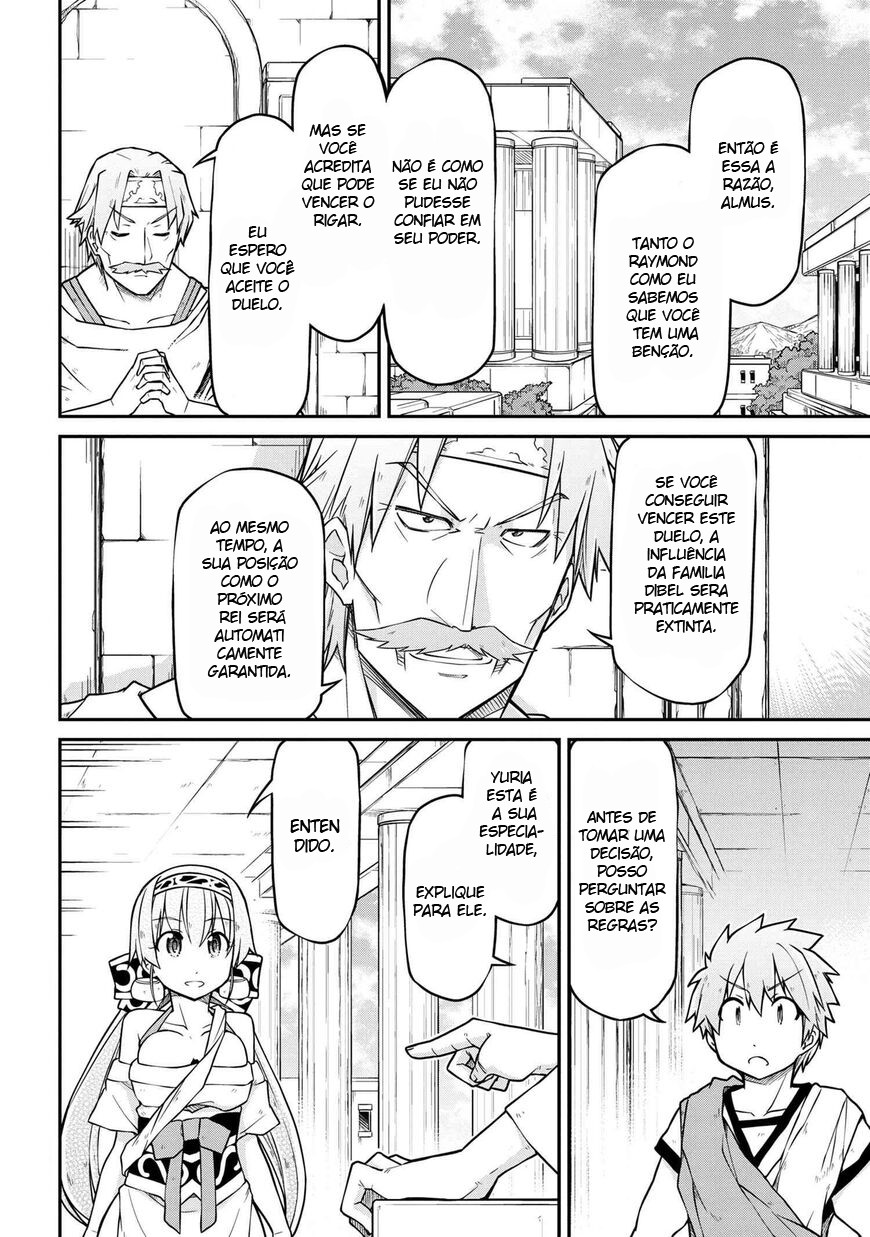 ENTÃO É
ESSA A
RAZÃO,
ALMUS.
TANTO O
RAYMOND
COMO EU
SABEMOS
QUE VOCÊ
TEM UMA
BENÇÃO.
NÃO É COMO
SE EU NÃO
PUDESSE
CONFIAR EM
SEU PODER.
MAS SE
VOCÊ
ACREDITA
QUE PODE
VENCER O
RIGAR.
EU
ESPERO
QUE VOCÊ
ACEITE O
DUELO.
SE VOCÊ
CONSEGUIR
VENCER ESTE
DUELO, A
INFLUÊNCIA
DA FAMILIA
DIBEL SERA
PRATICAMENTE
EXTINTA.
AO MESMO
TEMPO, A
SUA POSIÇÃO
COMO O
PRÓXIMO
REI SERÁ
AUTOMATI
CAMENTE
GARANTIDA.
ANTES DE
TOMAR UMA
DECISÃO,
POSSO
PERGUNTAR
SOBRE AS
REGRAS?
YURIA
ESTA É
A SUA
ESPECIA-
LIDADE,
EXPLIQUE
PARA ELE.
ENTEN
DIDO.